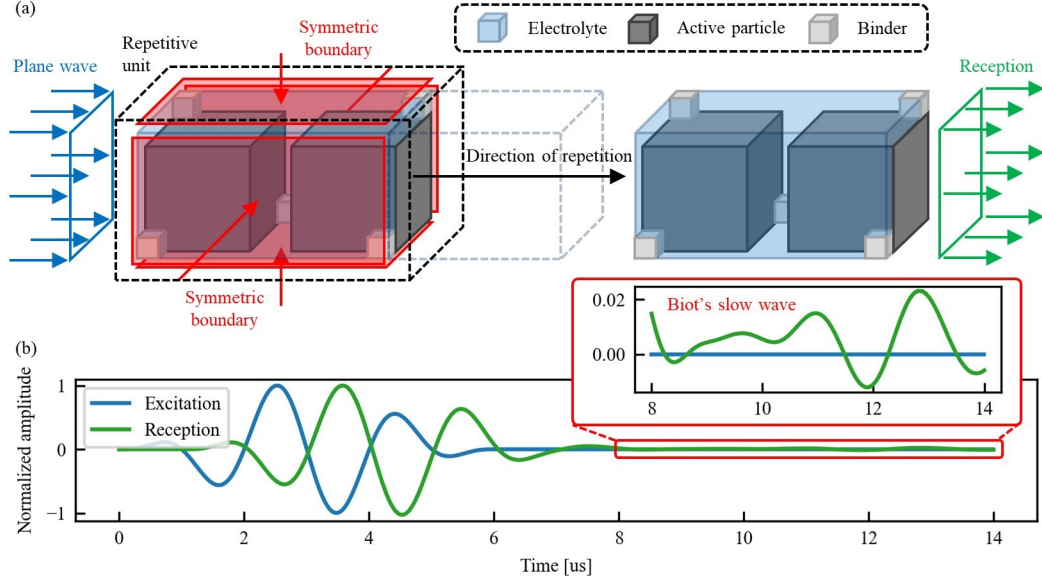 (a)
Symmetric
boundary
Electrolyte
Active particle
Binder
Repetitive
unit
Plane wave
Reception
Direction of repetition
Symmetric
boundary
Biot's slow wave
0.02
0.00
8
10
12
14
(b)
Normalized amplitude
1
0
−1
Excitation
Reception
0
2
4
6
8
10
12
14
Time [us]